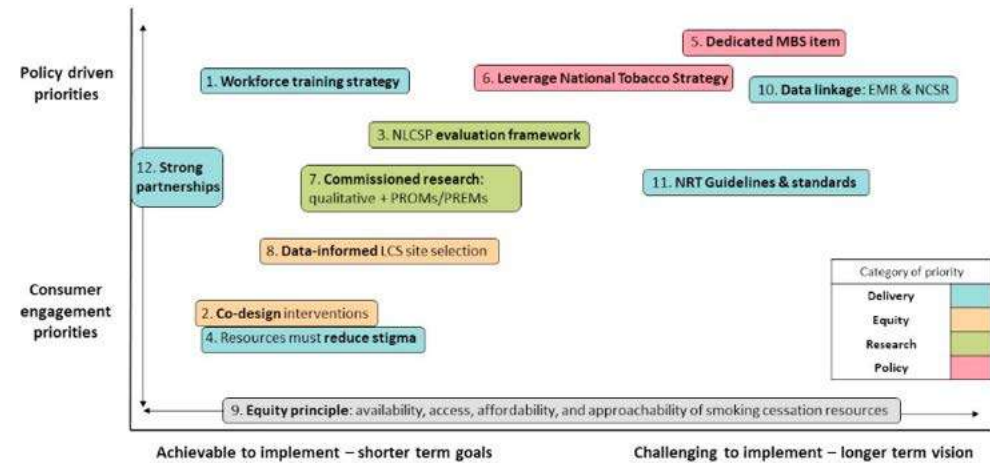 5. Dedicated MBS item
Policy driven
priorities
1. Workforce training strategy
6. Leverage National Tobacco Strategy
10. Data linkage: EMR & NCSR
3. NLCSP evaluation framework
12. Strong
partnerships
7. Commissioned research:
qualitative + PROMs/PREMs
11. NRT Guidelines & standards
8. Data-informed LCS site selection
Consumer
engagement
priorities
2. Co-design interventions
4. Resources must reduce stigma
Category of priority
Delivery
Equity
Research
Policy
9. Equity principle: availability, access, affordability, and approachability of smoking cessation resources
Achievable to implement – shorter term goals
Challenging to implement – longer term vision